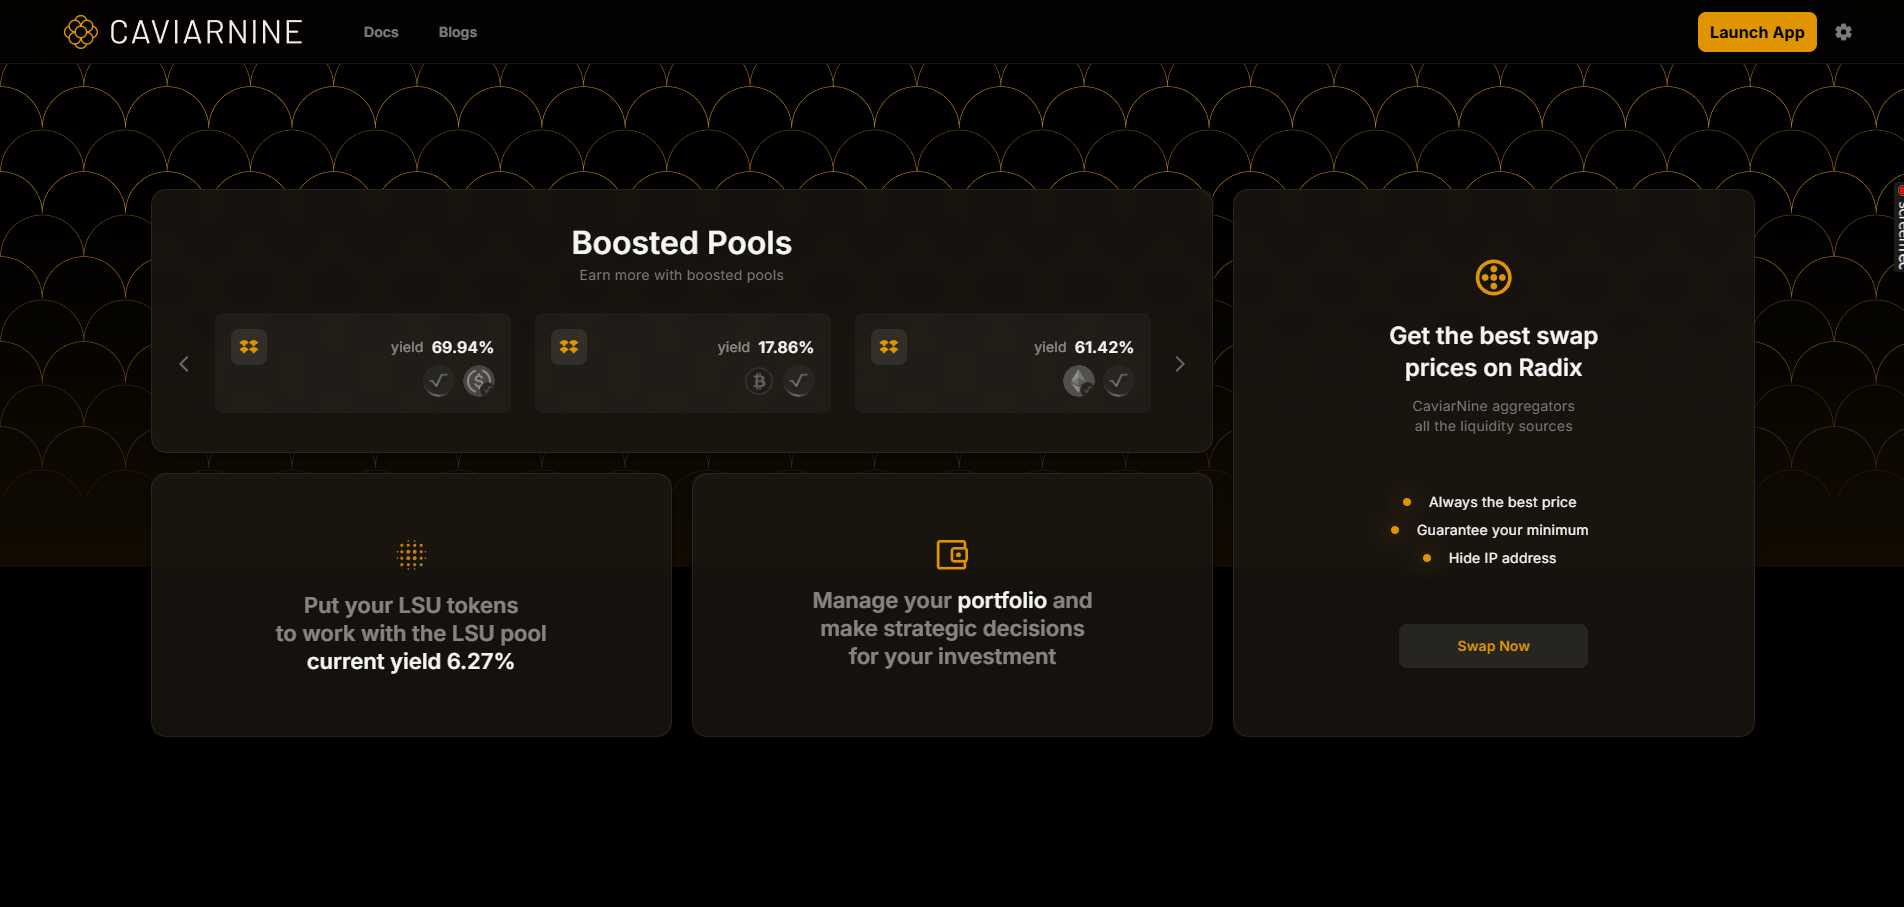 CAVIARNINE
Docs
Blogs
Launch App
Boosted Pools
Earn more with boosted pools
yield 69.94%
yield 17.86%
yield 61.42%
Put your LSU tokens
to work with the LSU pool
current yield 6.27%
Manage your portfolio and
make strategic decisions
for your investment
Get the best swap
prices on Radix
CaviarNine aggregators
all the liquidity sources
Always the best price
Guarantee your minimum
Hide IP address
Swap Now